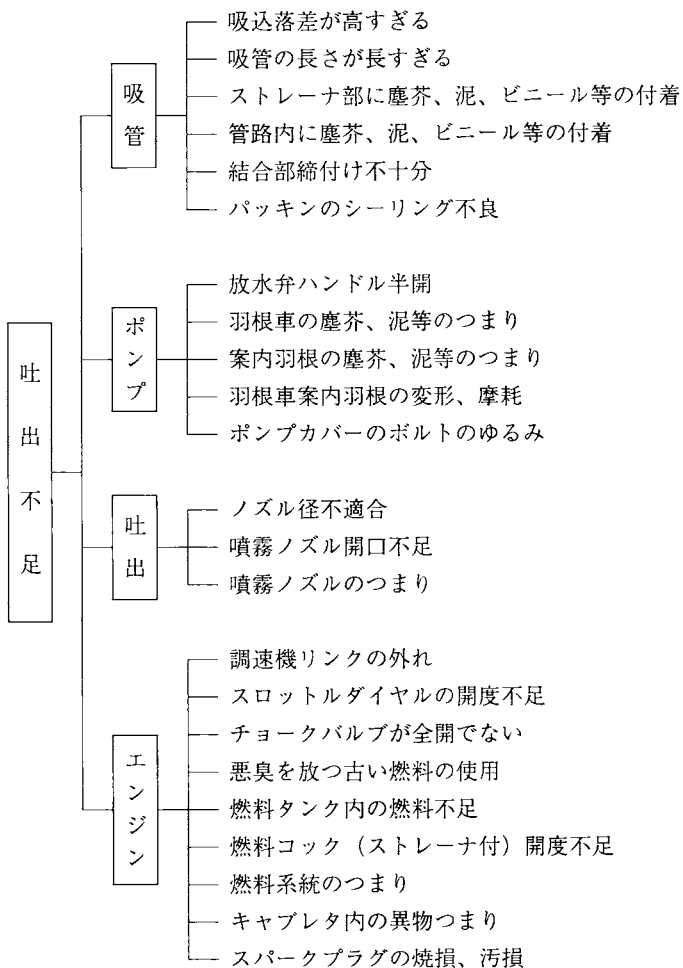 吐出不足
吸管
吸込落差が高すぎる
吸管の長さが長すぎる
ストレーナ部に塵芥、泥、ビニール等の付着
管路内に塵芥、泥、ビニール等の付着
結合部締付け不十分
パッキンのシーリング不良
ポンプ
放水弁ハンドル半開
羽根車の塵芥、泥等のつまり
案内羽根の塵芥、泥等のつまり
羽根車案内羽根の変形、摩耗
ポンプカバーのボルトのゆるみ
吐出
ノズル径不適合
噴霧ノズル開口不足
噴霧ノズルのつまり
エンジン
調速機リンクの外れ
スロットルダイヤルの開度不足
チョークバルブが全開でない
悪臭を放つ古い燃料の使用
燃料タンク内の燃料不足
燃料コック（ストレーナ付）開度不足
燃料系統のつまり
キャブレタ内の異物つまり
スパークプラグの焼損、汚損